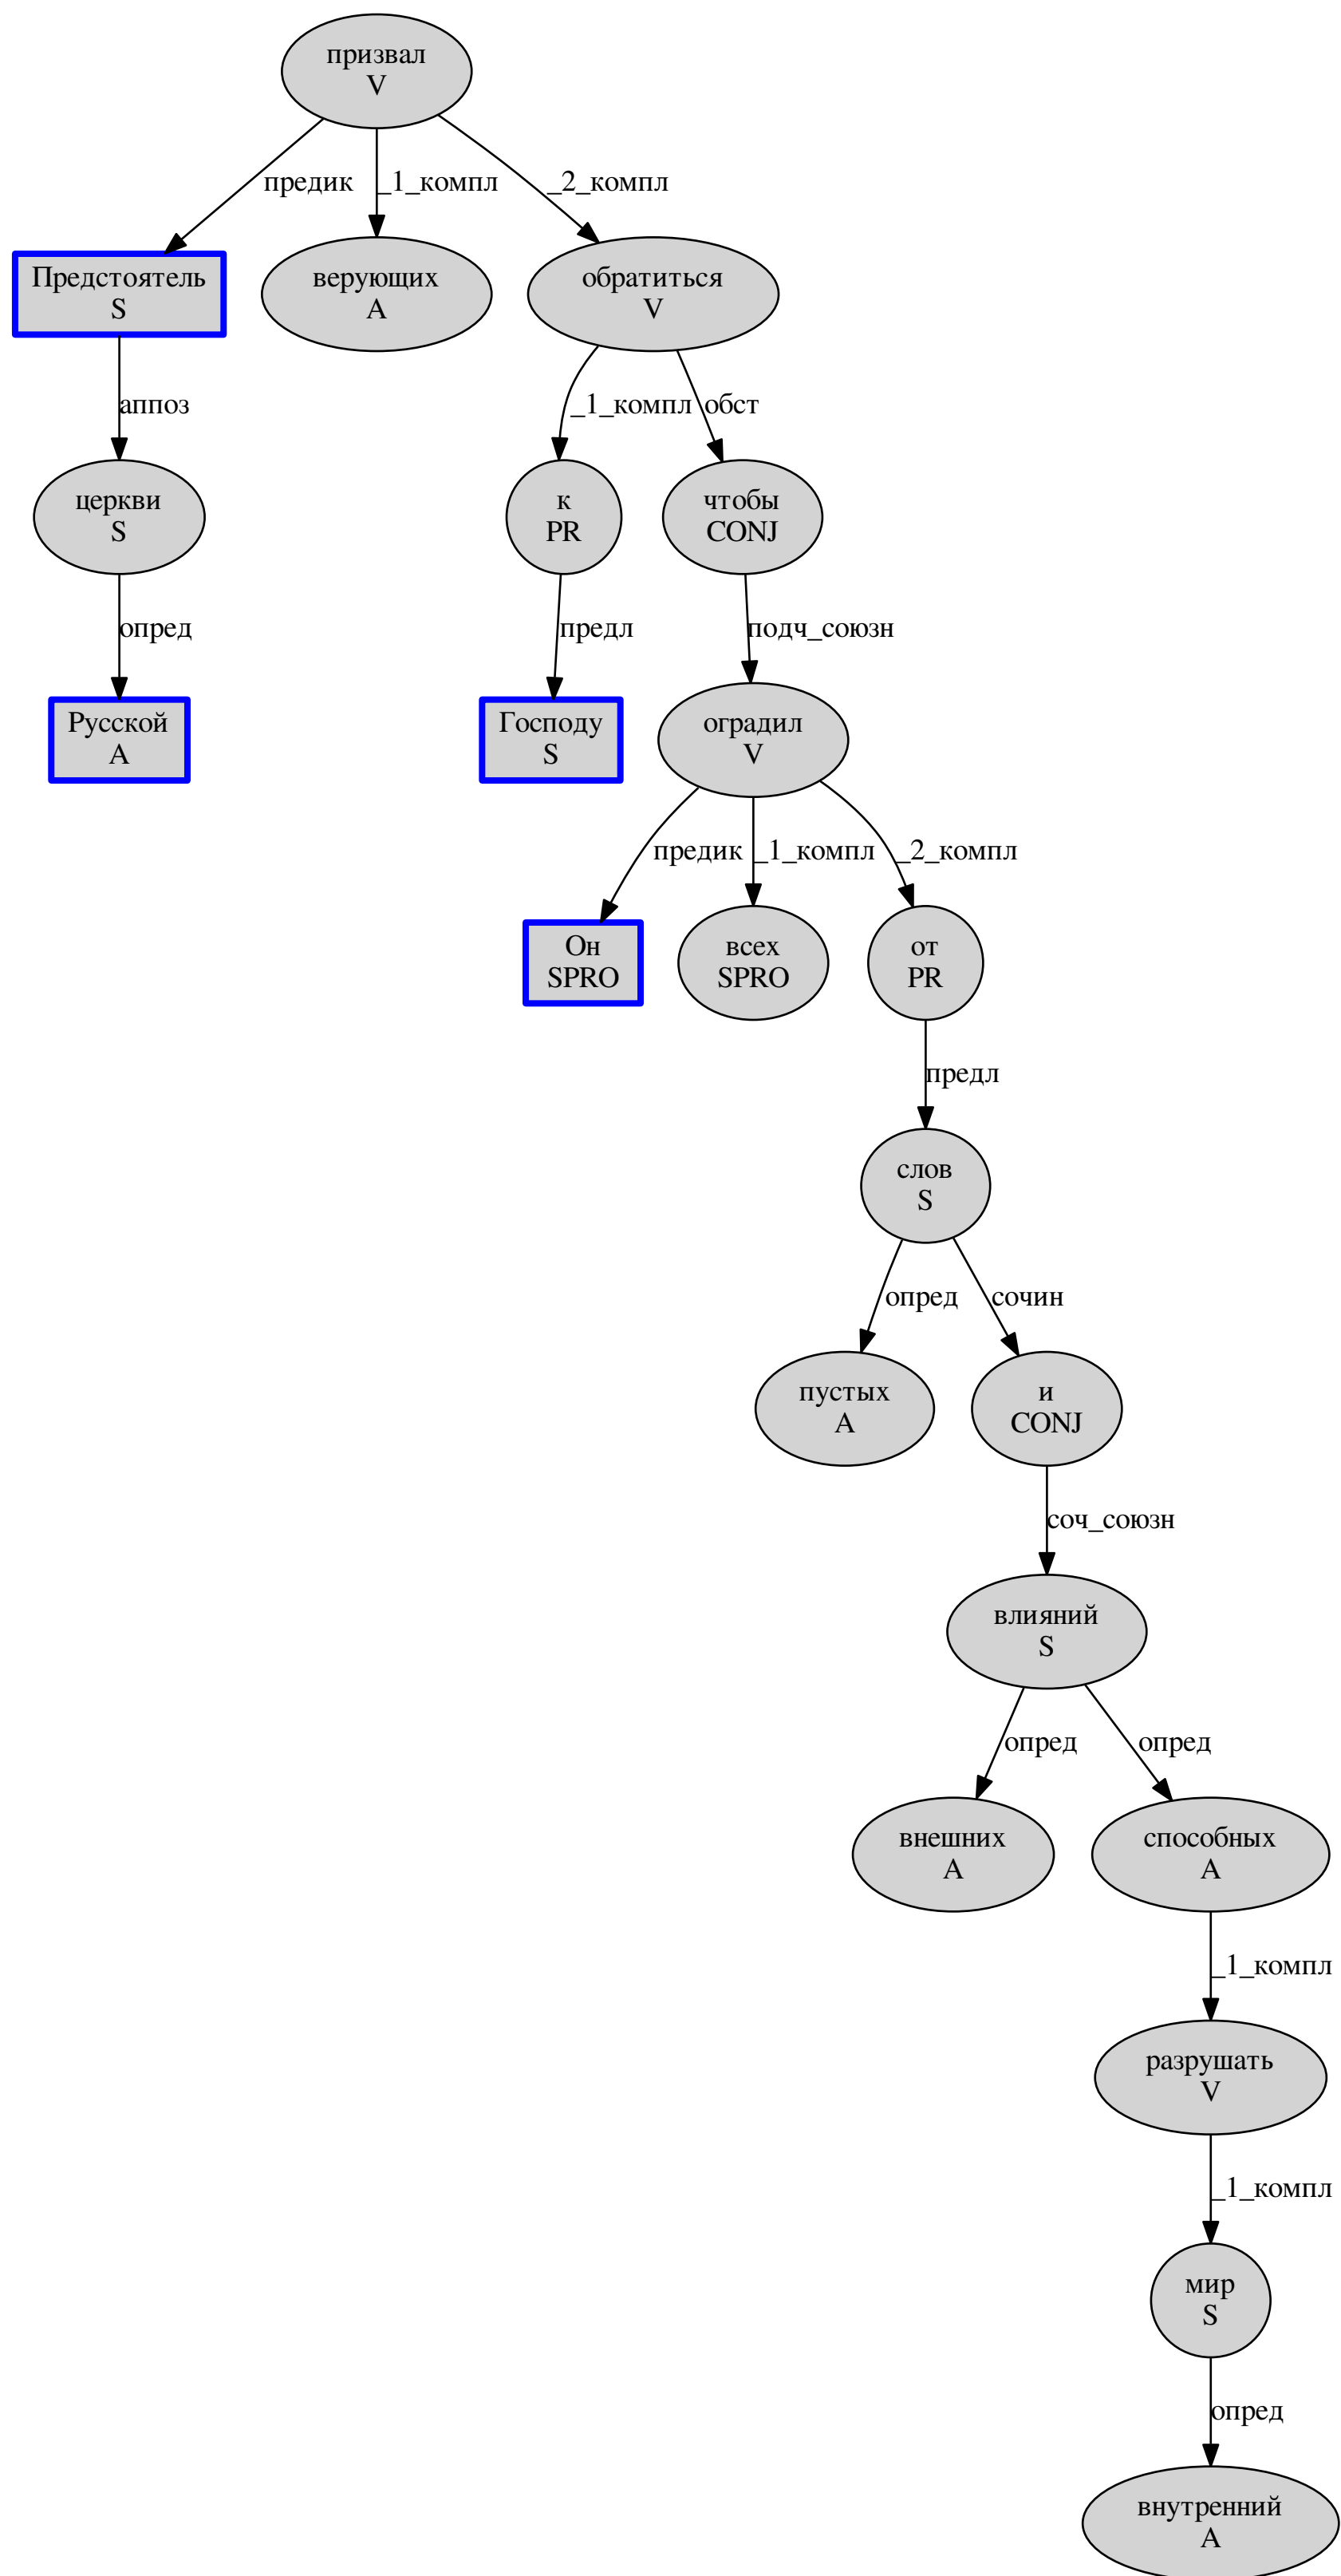 призвал
V
предик
_1_компл
_2_компл
Предстоятель
S
верующих
A
обратиться
V
аппоз
_1_компл
обст
церкви
S
к
PR
чтобы
CONJ
опред
предл
подч_союзн
Русской
A
Господу
S
оградил
V
предик
_1_компл
_2_компл
Он
SPRO
всех
SPRO
от
PR
предл
слов
S
опред
сочин
пустых
A
и
CONJ
соч_союзн
влияний
S
опред
опред
внешних
A
способных
A
_1_компл
разрушать
V
_1_компл
мир
S
опред
внутренний
A